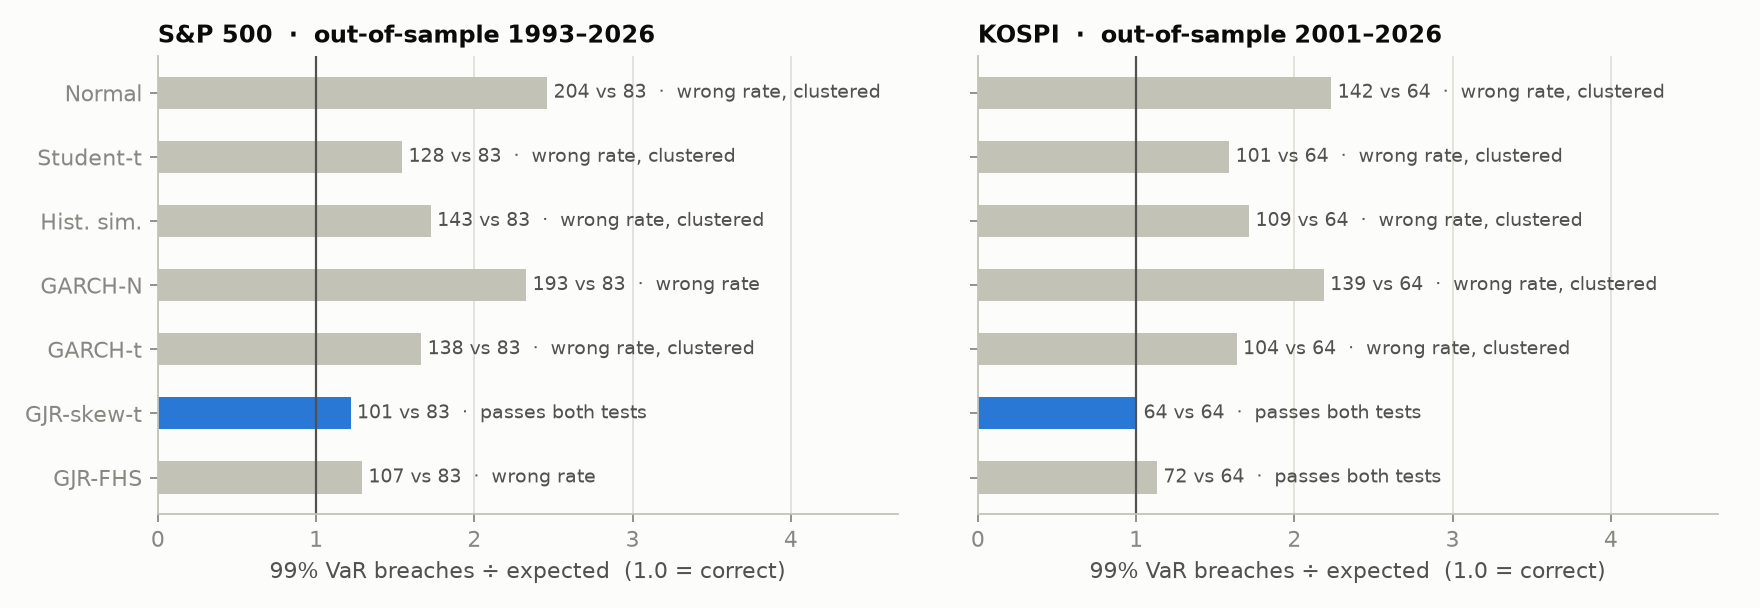 S&P 500 · out-of-sample 1993–2026
Normal
204 vs 83 · wrong rate, clustered
Student-t
128 vs 83 · wrong rate, clustered
Hist. sim.
143 vs 83 · wrong rate, clustered
GARCH-N
193 vs 83 · wrong rate
GARCH-t
138 vs 83 · wrong rate, clustered
GJR-skew-t
101 vs 83 · passes both tests
GJR-FHS
107 vs 83 · wrong rate
0 1 2 3 4
99% VaR breaches ÷ expected (1.0 = correct)
KOSPI · out-of-sample 2001–2026
142 vs 64 · wrong rate, clustered
101 vs 64 · wrong rate, clustered
109 vs 64 · wrong rate, clustered
139 vs 64 · wrong rate, clustered
104 vs 64 · wrong rate, clustered
64 vs 64 · passes both tests
72 vs 64 · passes both tests
0 1 2 3 4
99% VaR breaches ÷ expected (1.0 = correct)